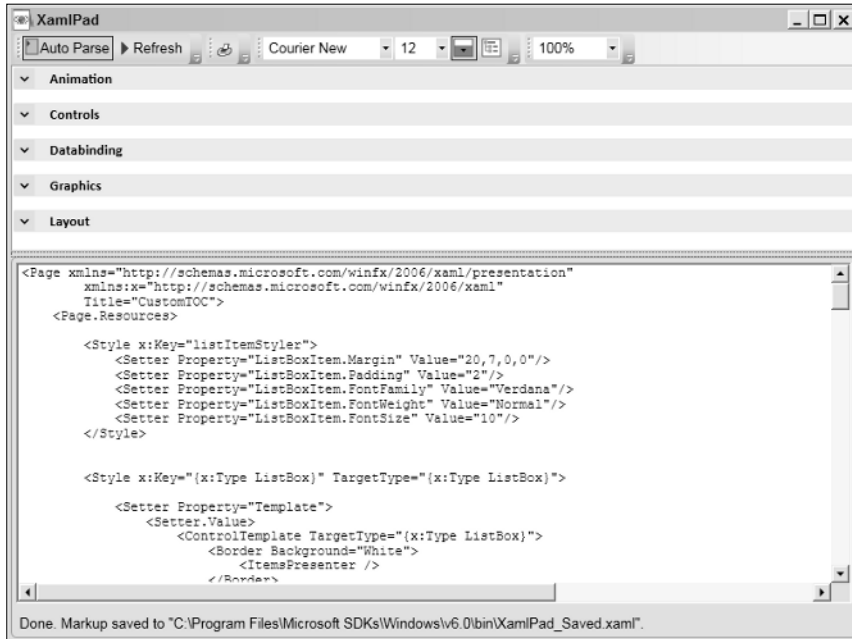 XamlPad
Auto Parse Refresh Courier New 12 100%
Animation
Controls
Databinding
Graphics
Layout
<Page xmlns="http://schemas.microsoft.com/winfx/2006/xaml/presentation"
xmlns:x="http://schemas.microsoft.com/winfx/2006/xaml"
Title="CustomTOC">
<Page.Resources>
<Style x:Key="listItemStyler">
<Setter Property="ListBoxItem.Margin" Value="20,7,0,0"/>
<Setter Property="ListBoxItem.Padding" Value="2"/>
<Setter Property="ListBoxItem.FontFamily" Value="Verdana"/>
<Setter Property="ListBoxItem.FontWeight" Value="Normal"/>
<Setter Property="ListBoxItem.FontSize" Value="10"/>
</Style>
<Style x:Key="{x:Type ListBox}" TargetType="{x:Type ListBox}">
<Setter Property="Template">
<Setter.Value>
<ControlTemplate TargetType="{x:Type ListBox}">
<Border Background="White">
<ItemsPresenter />
</Border>
Done. Markup saved to "C:\Program Files\Microsoft SDKs\Windows\v6.0\bin\XamlPad_Saved.xaml".